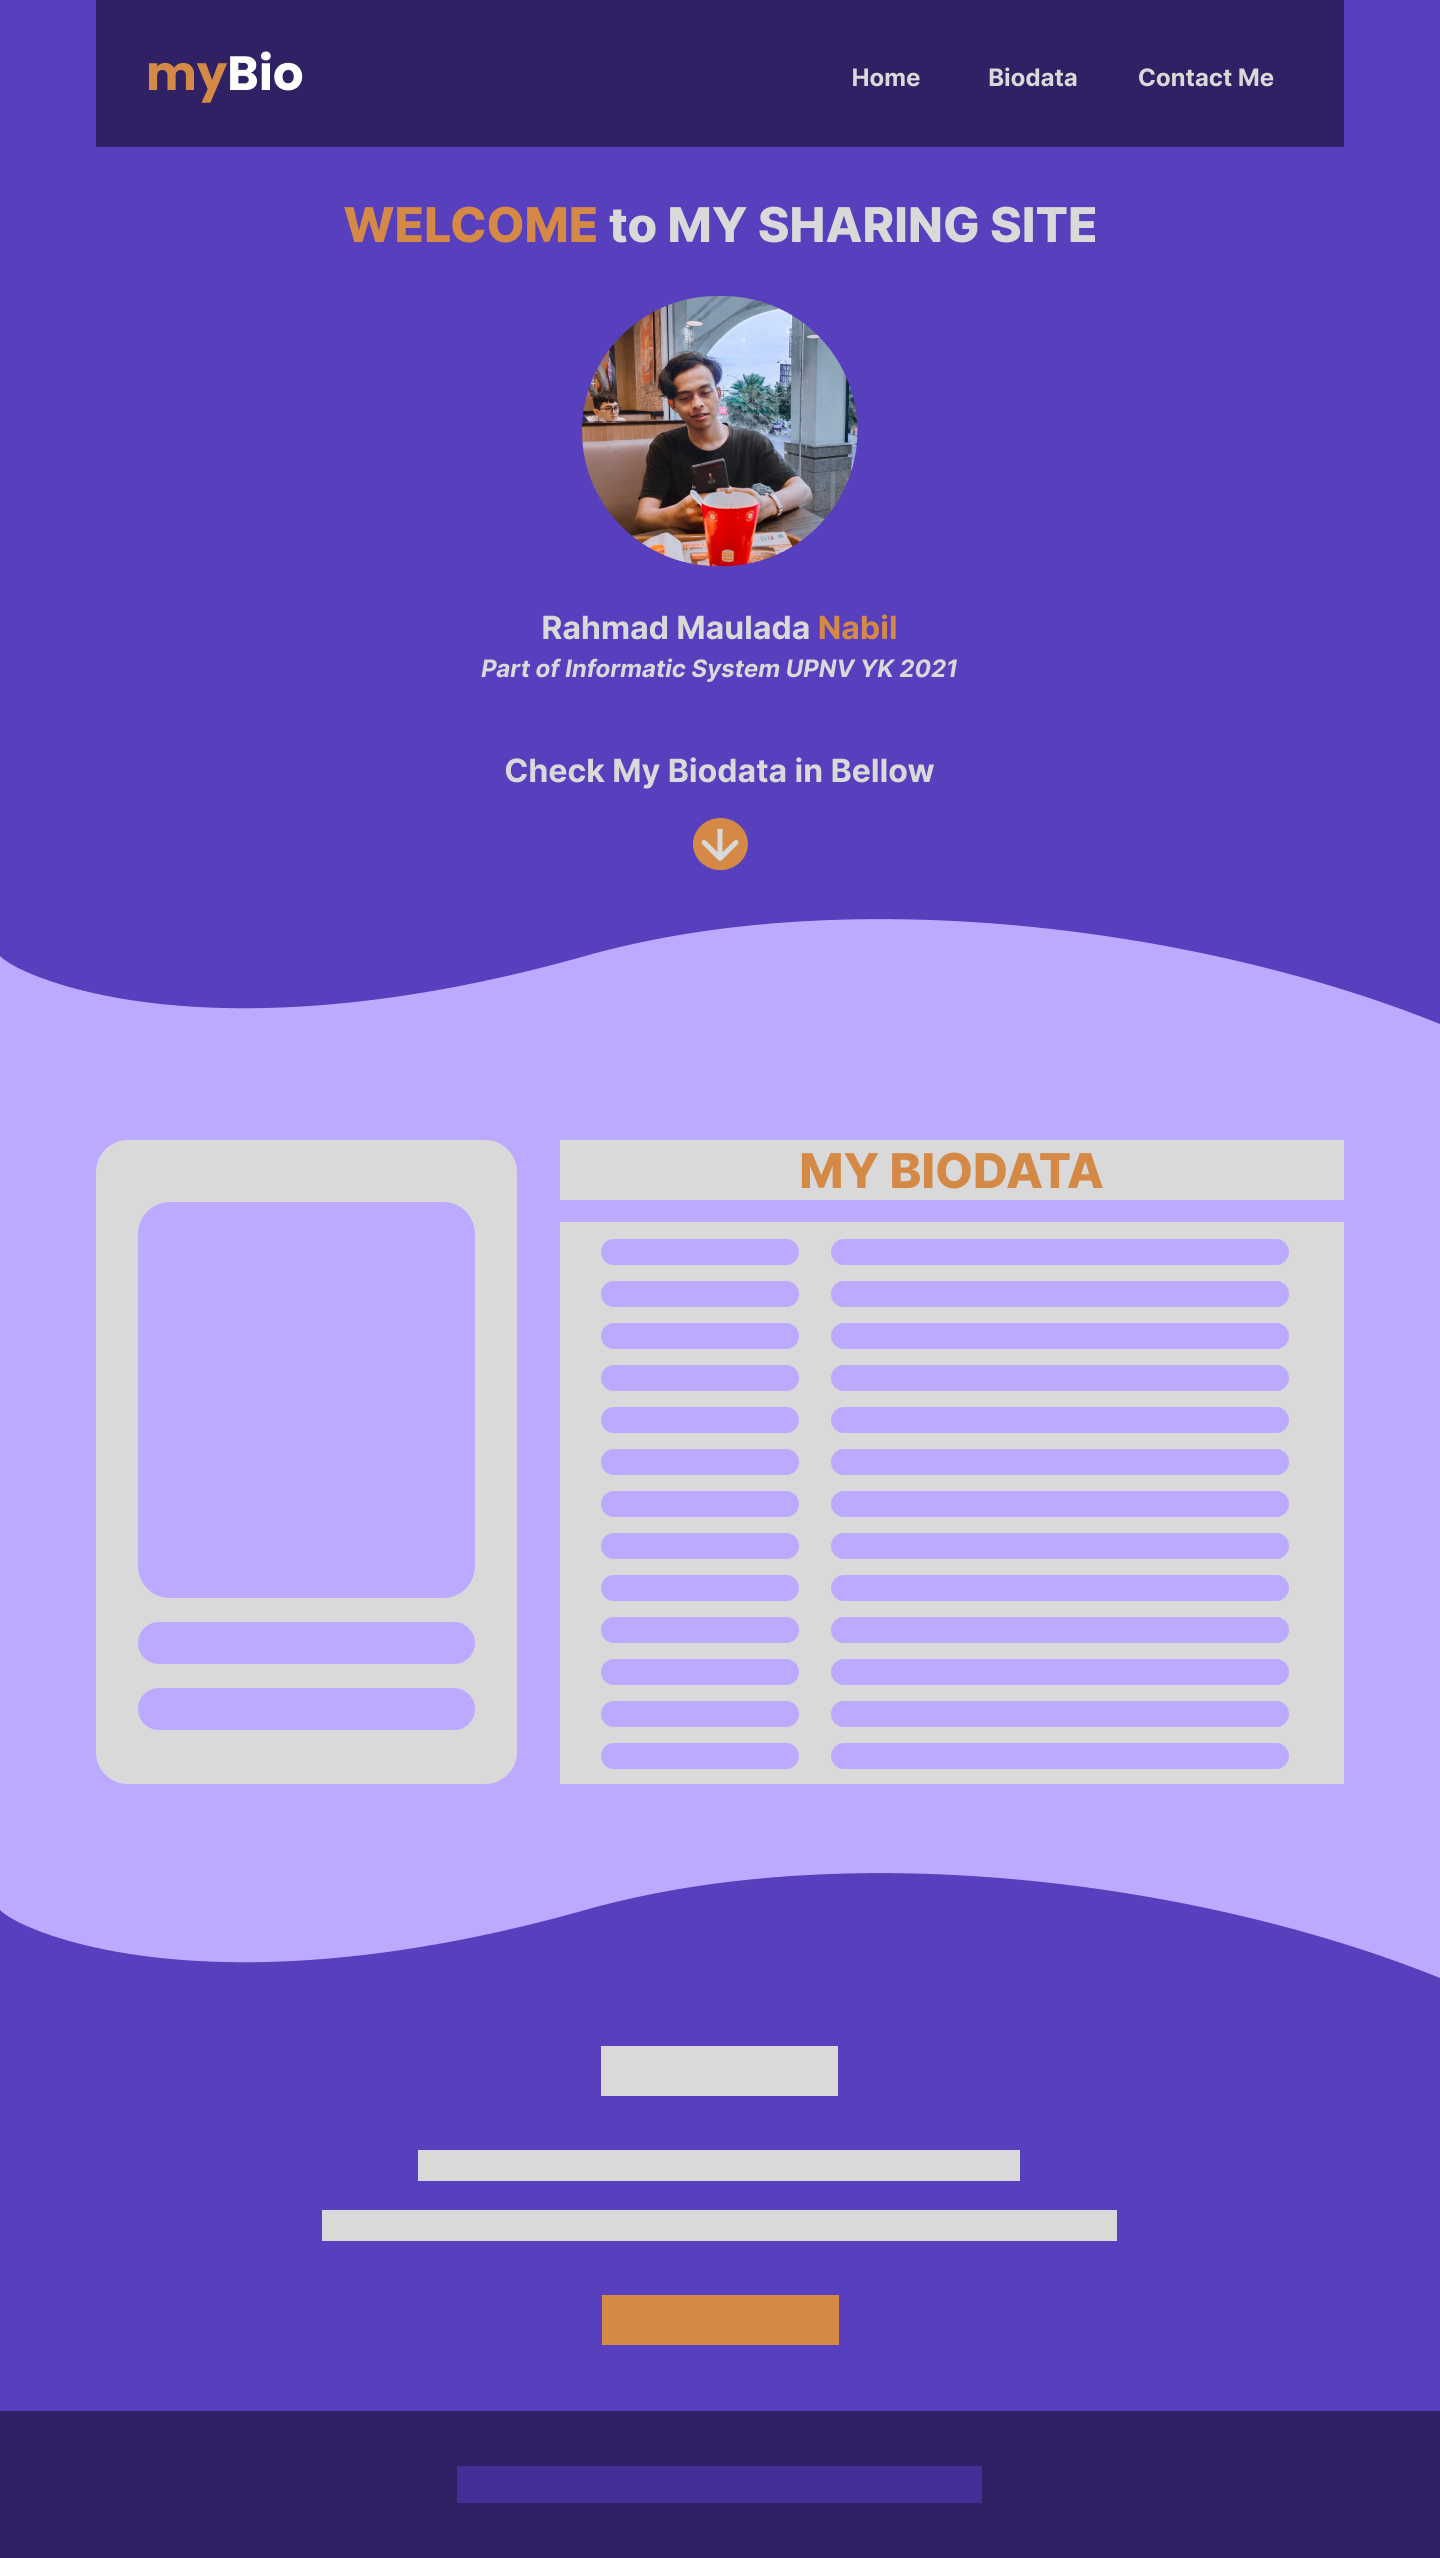 myBio
Home Biodata Contact Me
WELCOME to MY SHARING SITE
Rahmad Maulada Nabil
Part of Informatic System UPNV YK 2021
Check My Biodata in Bellow
MY BIODATA